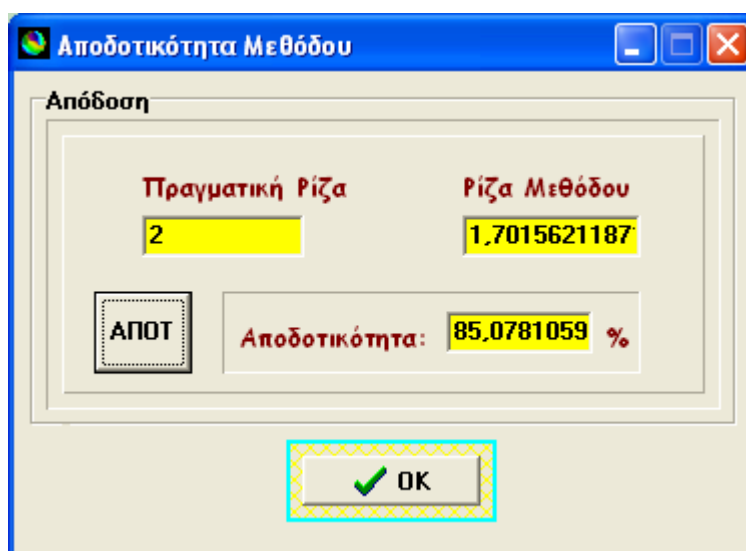 Αποδοτικότητα Μεθόδου
Απόδοση
Πραγματική Ρίζα Ρίζα Μεθόδου
2 1,7015621187
ΑΠΟΤ Αποδοτικότητα: 85,0781059 %
OK